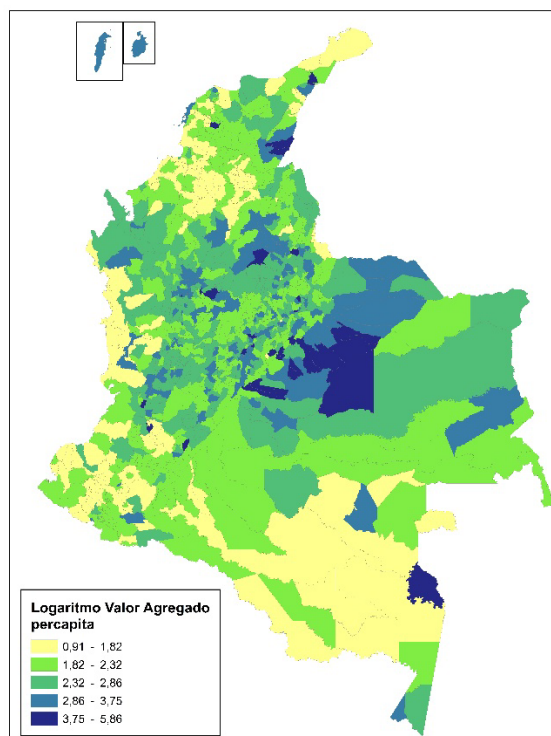 Logaritmo Valor Agregado
percapita
0,91 - 1,82
1,82 - 2,32
2,32 - 2,86
2,86 - 3,75
3,75 - 5,86